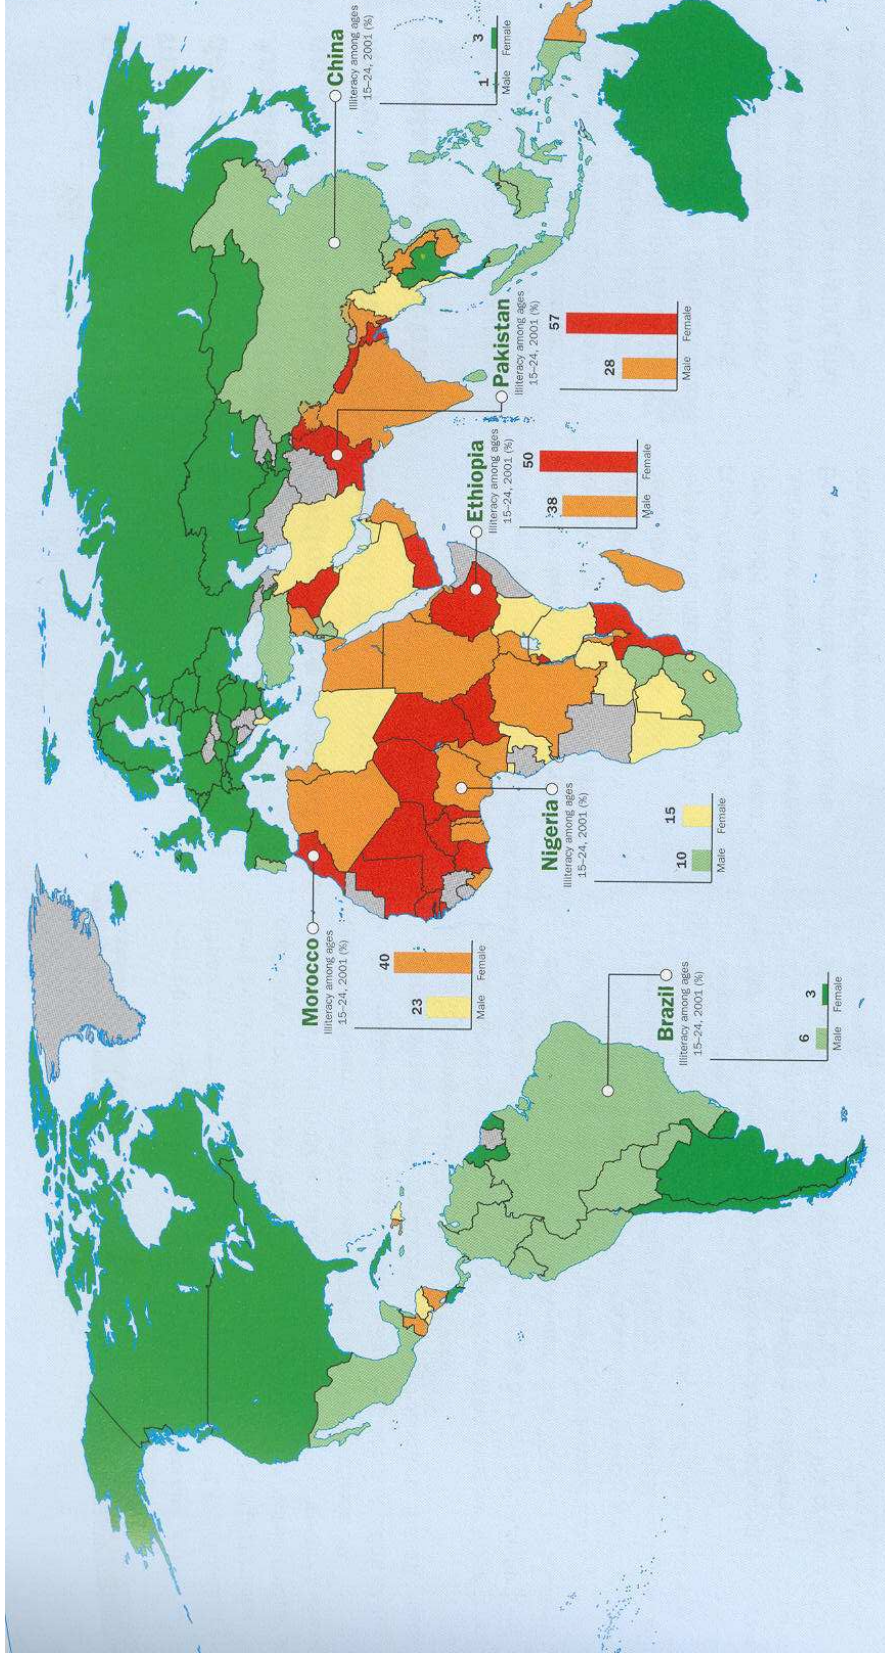 China
Illiteracy among ages
15–24, 2001 (%)
1
3
Male
Female
Pakistan
Illiteracy among ages
15–24, 2001 (%)
28
57
Male
Female
Ethiopia
Illiteracy among ages
15–24, 2001 (%)
38
50
Male
Female
Nigeria
Illiteracy among ages
15–24, 2001 (%)
10
15
Male
Female
Morocco
Illiteracy among ages
15–24, 2001 (%)
23
40
Male
Female
Brazil
Illiteracy among ages
15–24, 2001 (%)
6
3
Male
Female